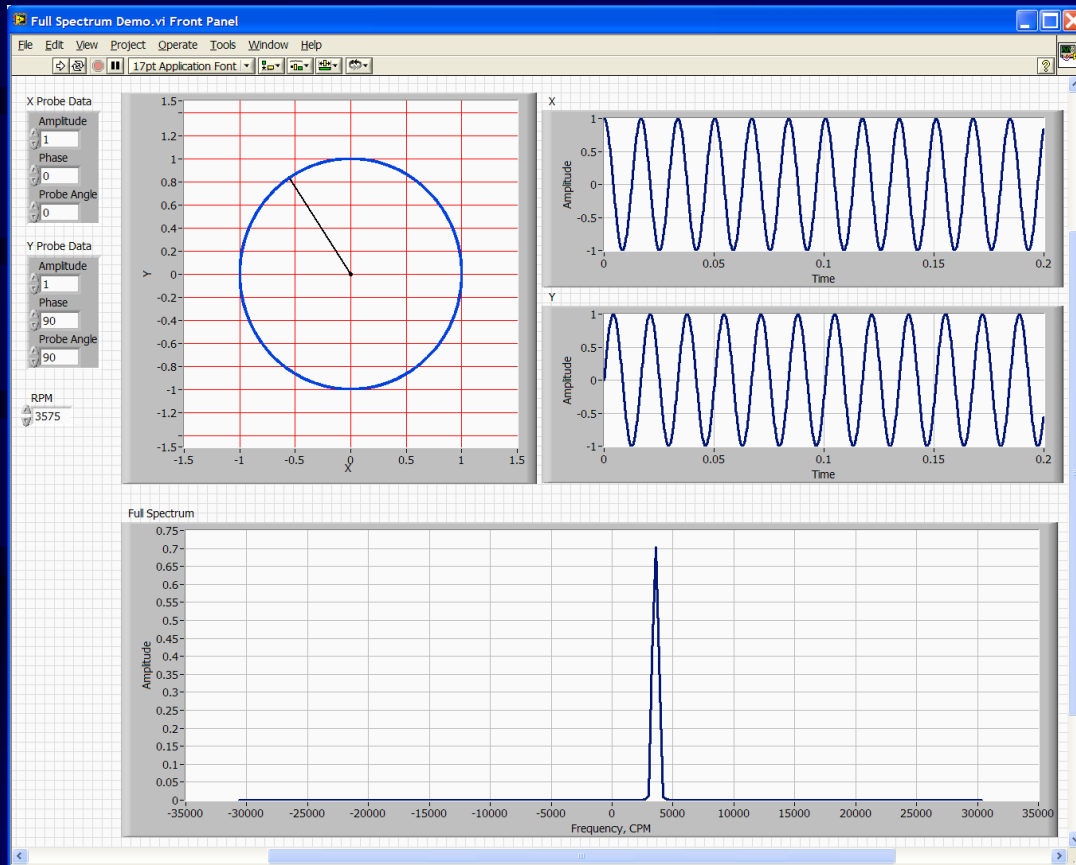 Full Spectrum Demo.vi Front Panel
File Edit View Project Operate Tools Window Help
17pt Application Font
X Probe Data
Amplitude
1
Phase
0
Probe Angle
0
Y Probe Data
Amplitude
1
Phase
90
Probe Angle
90
RPM
3575
1.5
1.2
1
0.8
0.6
0.4
0.2
0
-0.2
-0.4
-0.6
-0.8
-1
-1.2
-1.5
Y
-1.5 -1 -0.5 0 0.5 1 1.5
X
X
1
0.5
0
-0.5
-1
Amplitude
0 0.05 0.1 0.15 0.2
Time
Y
1
0.5
0
-0.5
-1
Amplitude
0 0.05 0.1 0.15 0.2
Time
Full Spectrum
0.75
0.7
0.65
0.6
0.55
0.5
0.45
0.4
0.35
0.3
0.25
0.2
0.15
0.1
0.05
0
Amplitude
-35000 -30000 -25000 -20000 -15000 -10000 -5000 0 5000 10000 15000 20000 25000 30000 35000
Frequency, CPM